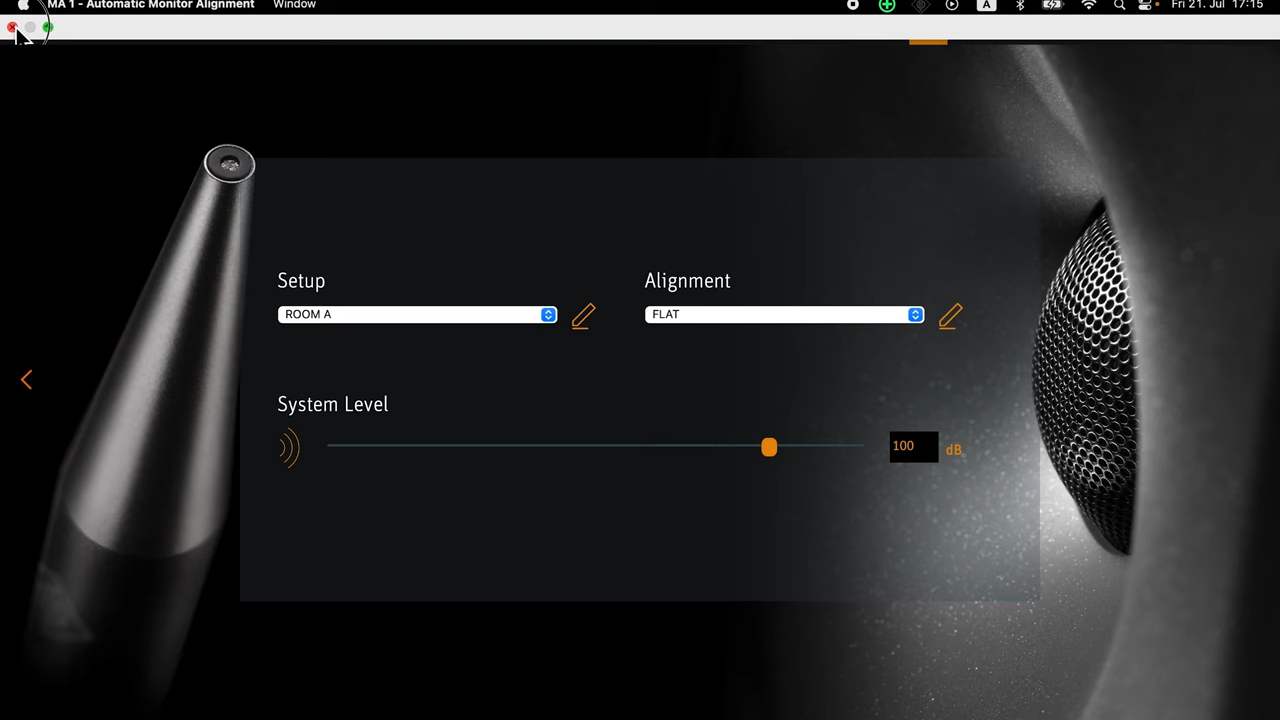 MA 1 - Automatic Monitor Alignment Window A Fri 21. Jul 17:15
Setup Alignment
ROOM A FLAT
System Level
100 dB